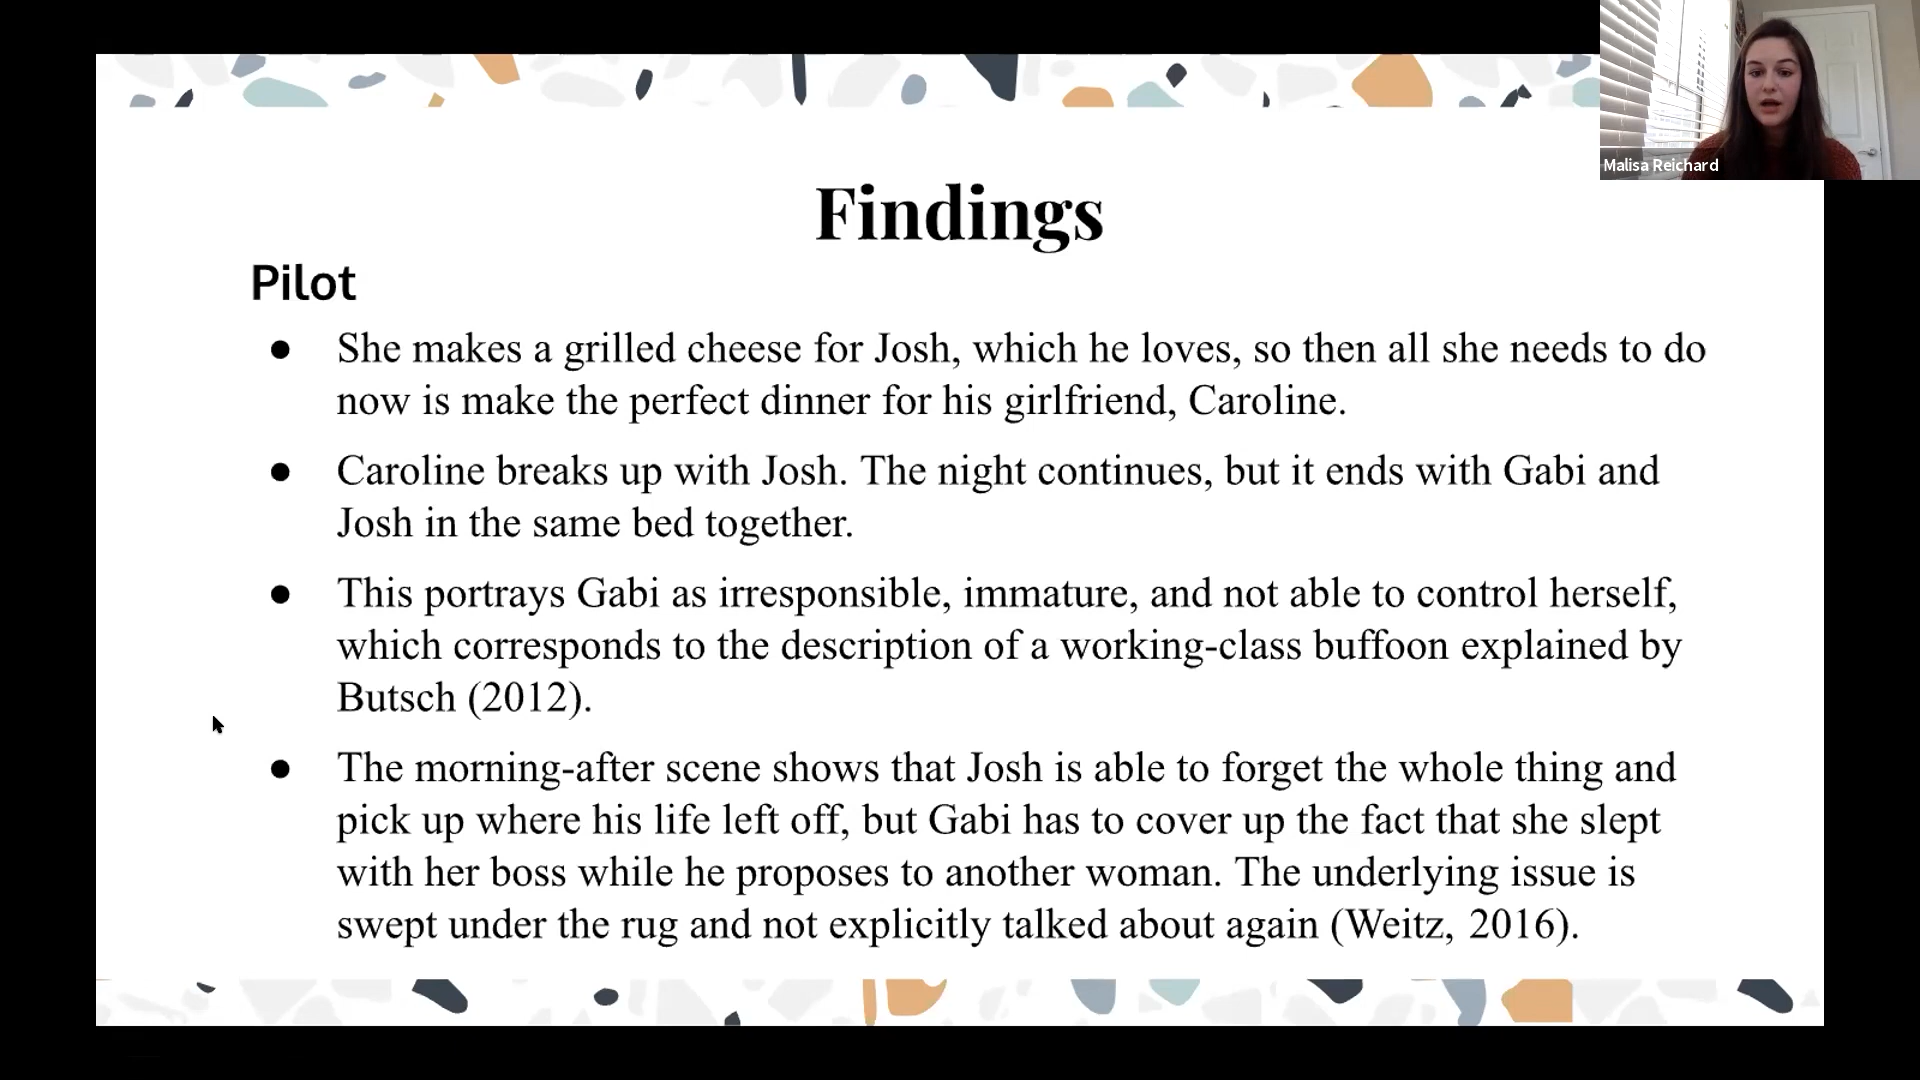 Malisa Reichard
Findings
Pilot
● She makes a grilled cheese for Josh, which he loves, so then all she needs to do
now is make the perfect dinner for his girlfriend, Caroline.
● Caroline breaks up with Josh. The night continues, but it ends with Gabi and
Josh in the same bed together.
● This portrays Gabi as irresponsible, immature, and not able to control herself,
which corresponds to the description of a working-class buffoon explained by
Butsch (2012).
● The morning-after scene shows that Josh is able to forget the whole thing and
pick up where his life left off, but Gabi has to cover up the fact that she slept
with her boss while he proposes to another woman. The underlying issue is
swept under the rug and not explicitly talked about again (Weitz, 2016).